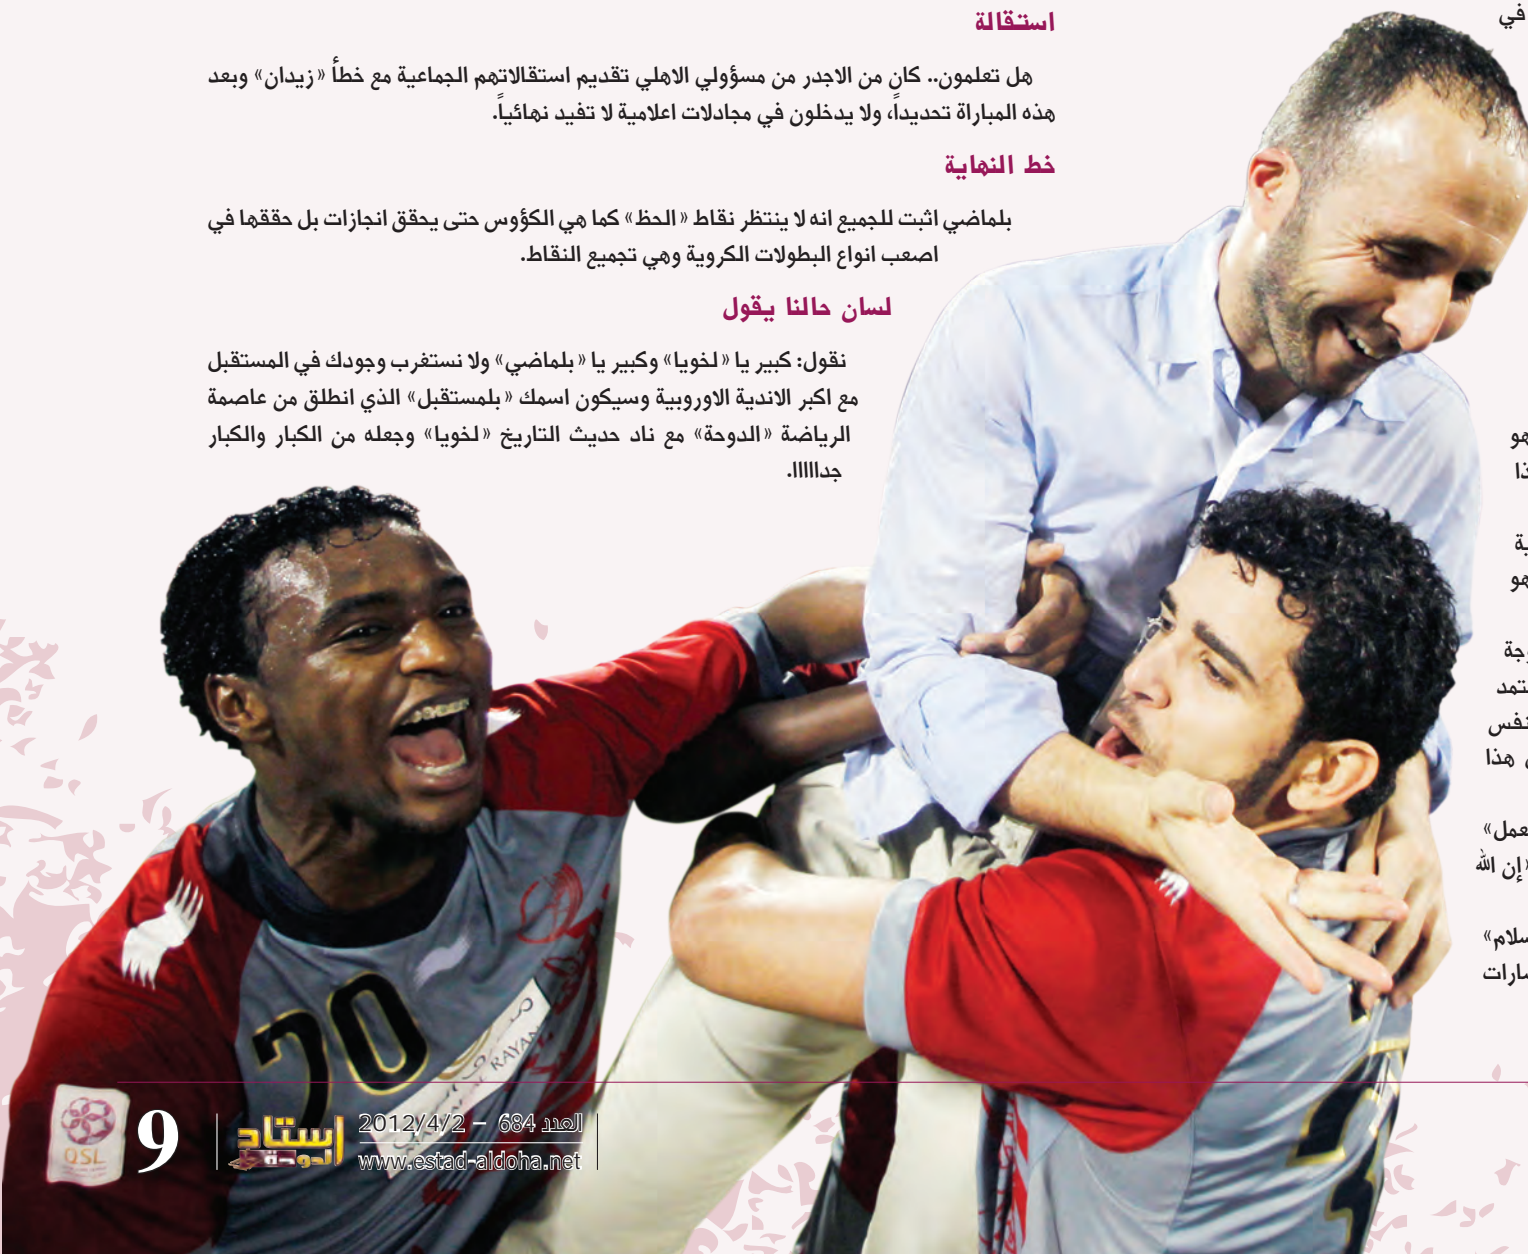 استقالة
هل تعلمون.. كان من الاجدر من مسؤولي الاهلي تقديم استقالاتهم الجماعية مع خطأ «زيدان» وبعد
هذه المباراة تحديداً، ولا يدخلون في مجادلات اعلامية لا تفيد نهائياً.
خط النهاية
بلماضي اثبت للجميع انه لا ينتظر نقاط «الحظ» كما هي الكؤوس حتى يحقق انجازات بل حققها في
اصعب انواع البطولات الكروية وهي تجميع النقاط.
لسان حالنا يقول
نقول: كبير يا «لخويا» وكبير يا «بلماضي» ولا نستغرب وجودك في المستقبل
مع اكبر الاندية الاوروبية وسيكون اسمك «بلمستقبل» الذي انطلق من عاصمة
الرياضة «الدوحة» مع ناد حديث التاريخ «لخويا» وجعله من الكبار والكبار
جدااااا.
في
هذا
إن الله
20
RAYAN
QSL
9
استاد
الدوحة
العدد 684 – 2012/4/2
www.estad-aldoha.net